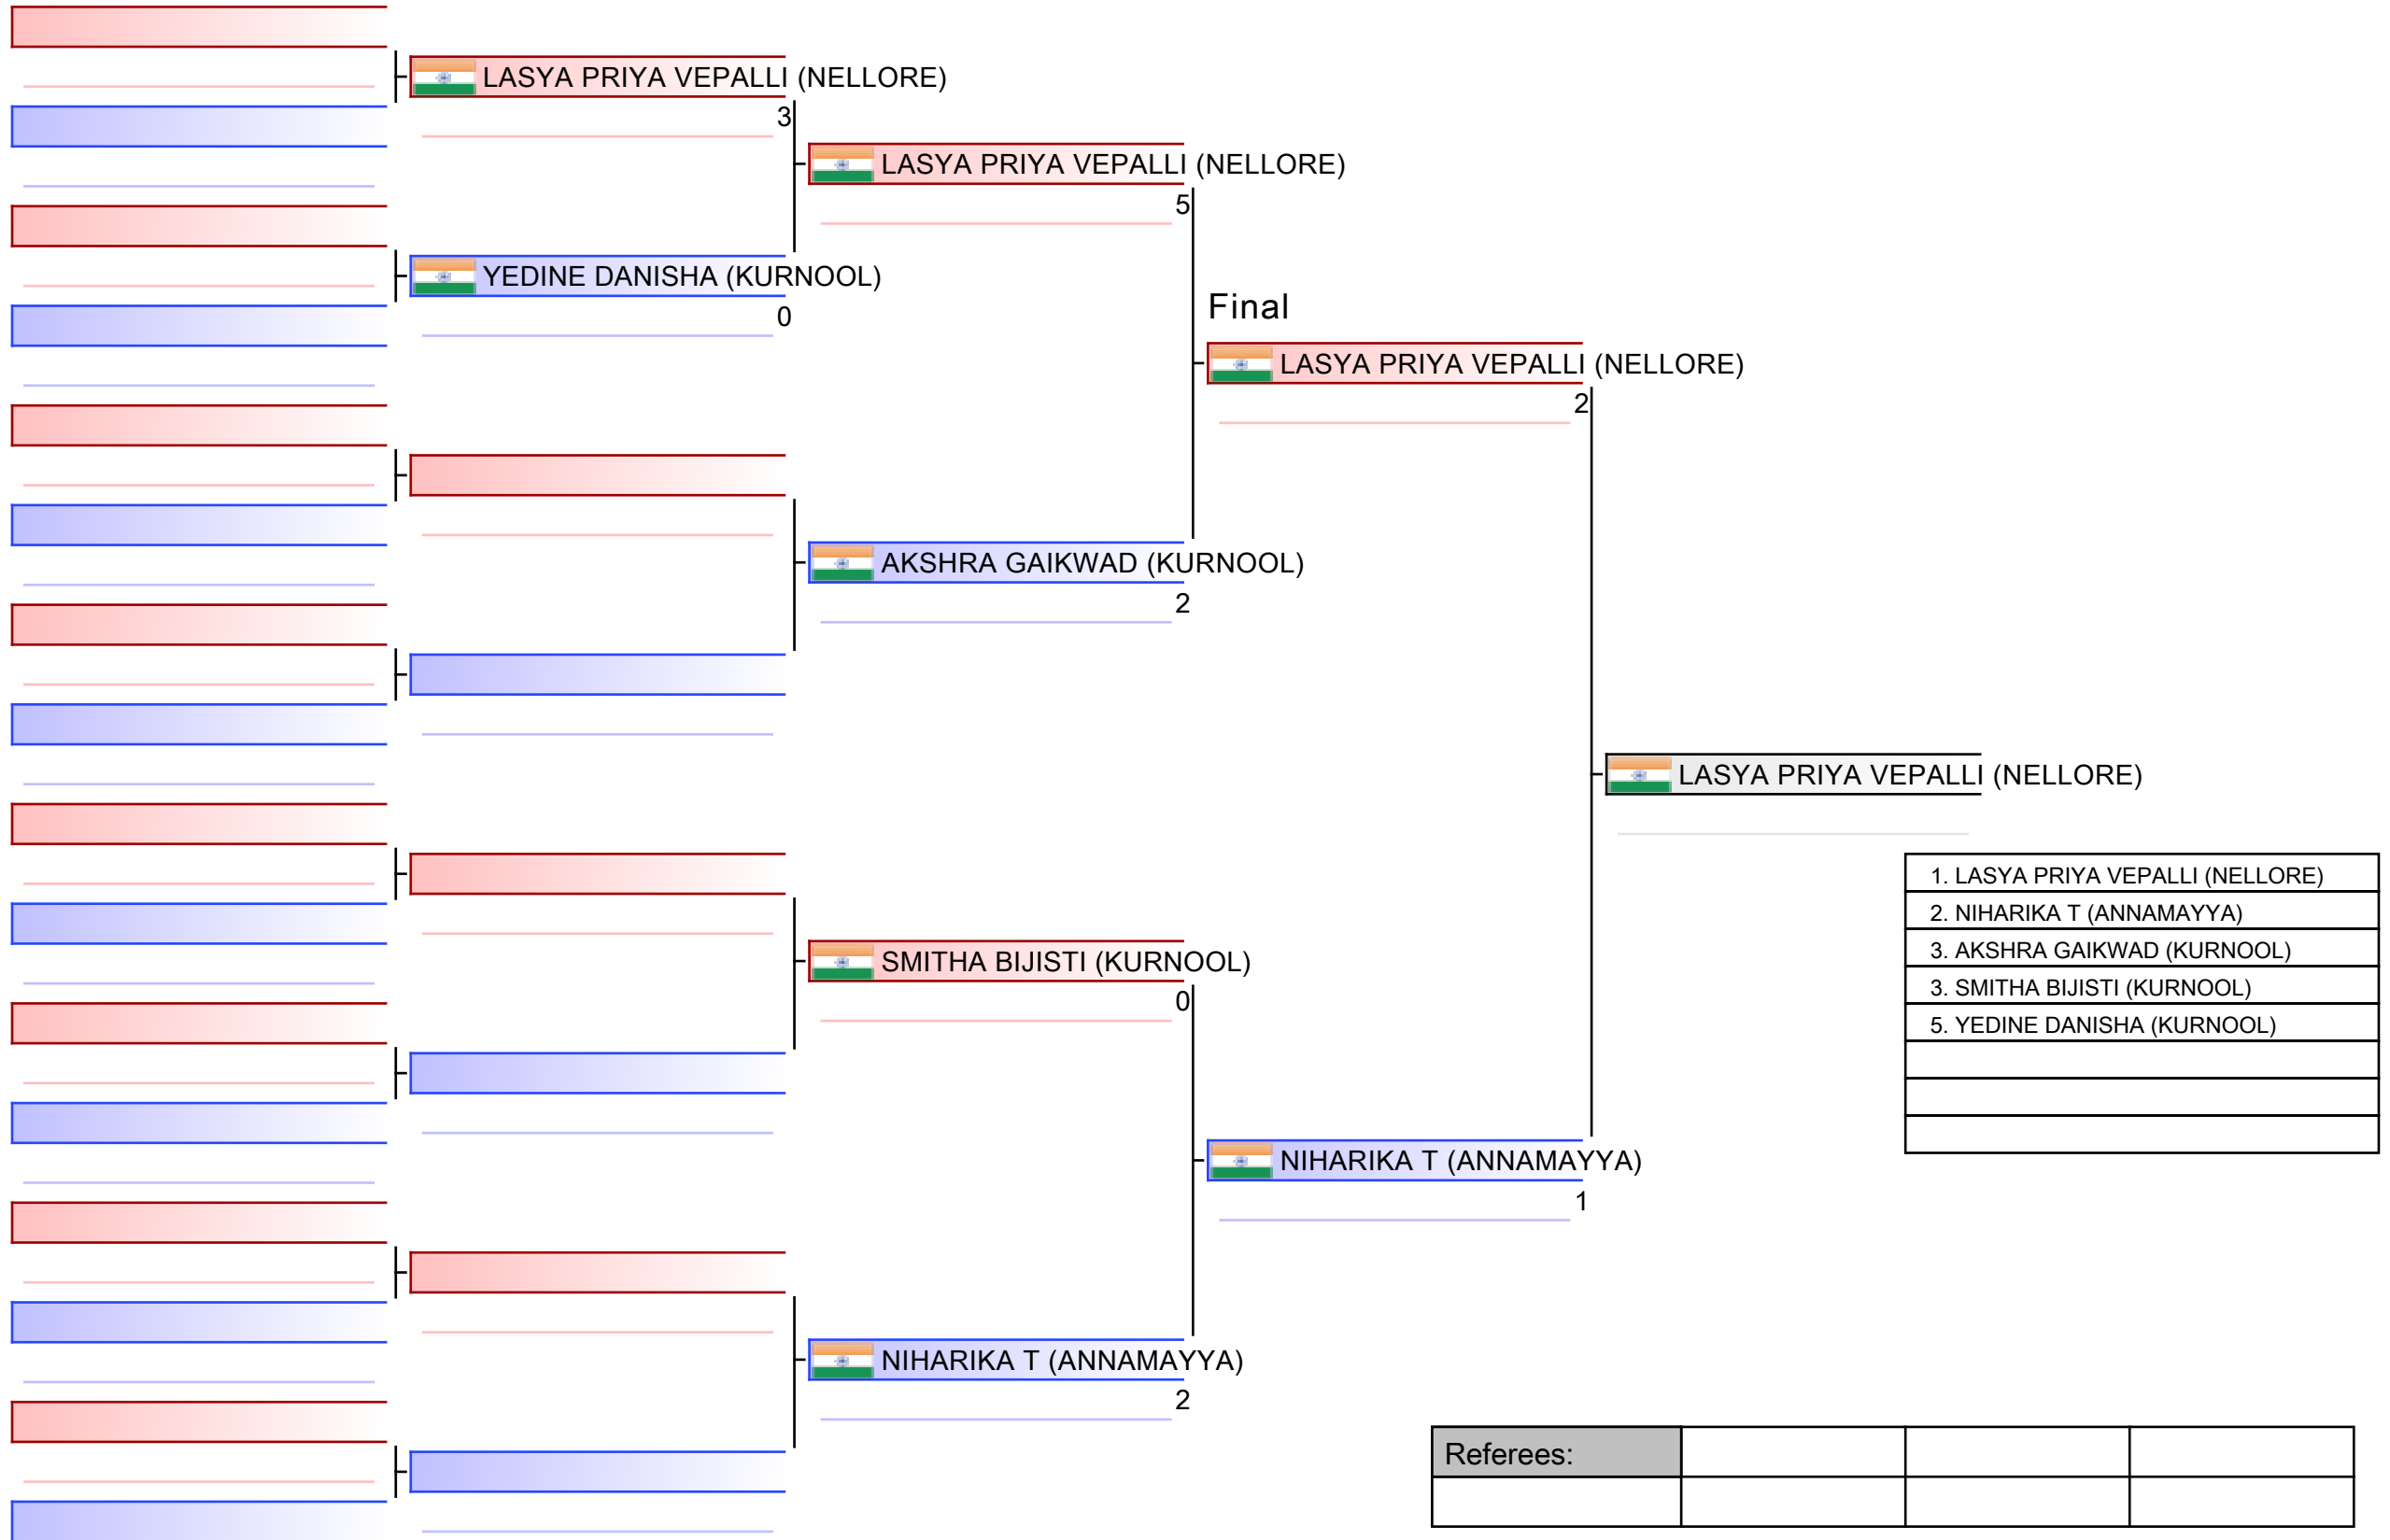 LASYA PRIYA VEPALLI (NELLORE)
3
LASYA PRIYA VEPALLI (NELLORE)
5
YEDINE DANISHA (KURNOOL)
0
Final
LASYA PRIYA VEPALLI (NELLORE)
2
AKSHRA GAIKWAD (KURNOOL)
2
LASYA PRIYA VEPALLI (NELLORE)
1. LASYA PRIYA VEPALLI (NELLORE)
2. NIHARIKA T (ANNAMAYYA)
3. AKSHRA GAIKWAD (KURNOOL)
3. SMITHA BIJISTI (KURNOOL)
5. YEDINE DANISHA (KURNOOL)
SMITHA BIJISTI (KURNOOL)
0
NIHARIKA T (ANNAMAYYA)
1
NIHARIKA T (ANNAMAYYA)
2
Referees: